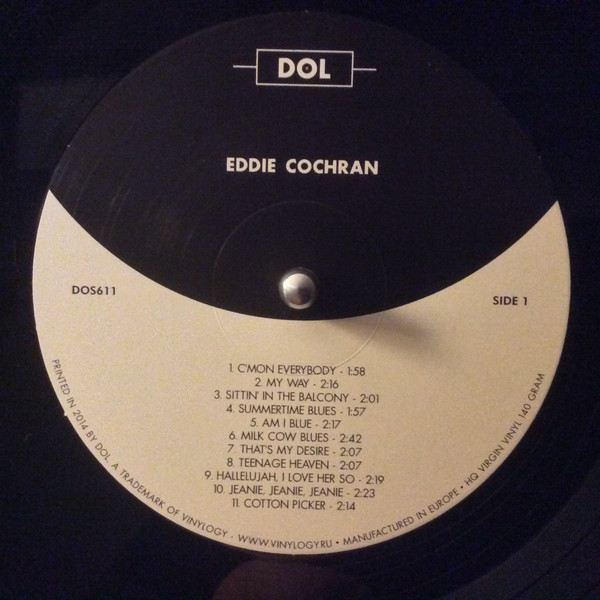 DOL
EDDIE COCHRAN
DOS611
SIDE 1
1. C'MON EVERYBODY - 1:58
2. MY WAY - 2:16
3. SITTIN' IN THE BALCONY - 2:01
4. SUMMERTIME BLUES - 1:57
5. AM I BLUE - 2:17
6. MILK COW BLUES - 2:42
7. THAT'S MY DESIRE - 2:07
8. TEENAGE HEAVEN - 2:07
9. HALLELUJAH, I LOVE HER SO - 2:19
10. JEANIE, JEANIE, JEANIE - 2:23
11. COTTON PICKER - 2:14
PRINTED IN 2014 BY DOL, A TRADEMARK OF VINYLOGY - WWW.VINYLOGY.RU • MANUFACTURED IN EUROPE • HQ VIRGIN VINYL 140 GRAM